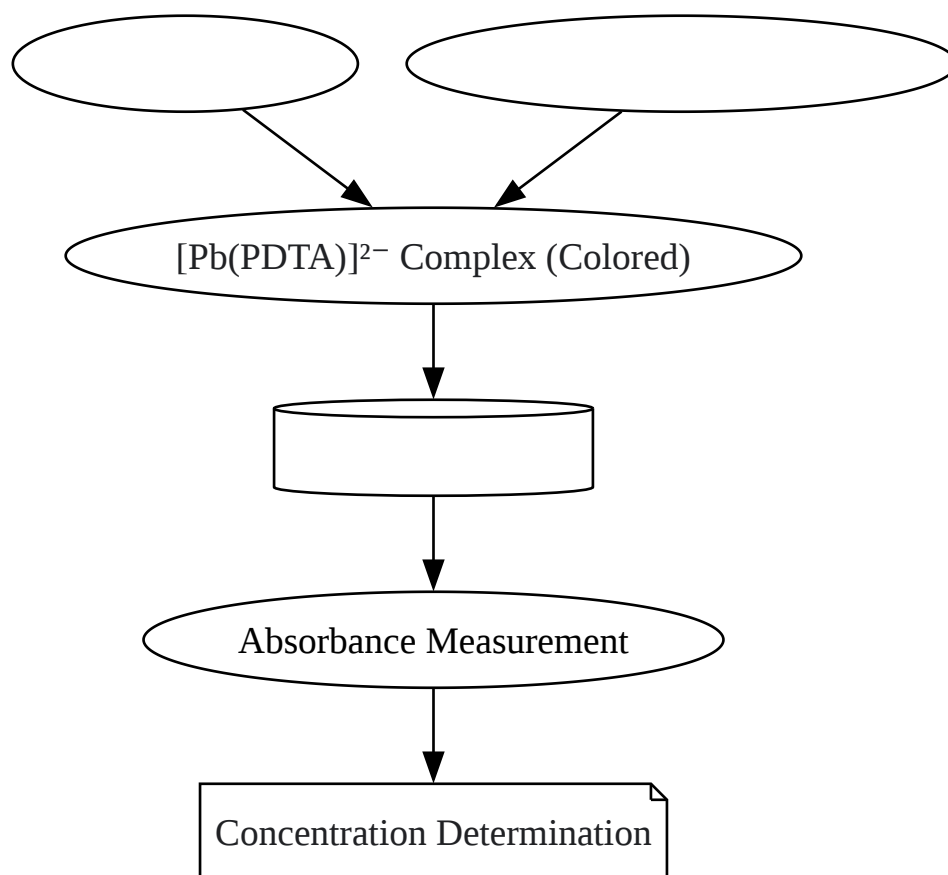 [Pb(PDTA)]²⁻ Complex (Colored)
Absorbance Measurement
Concentration Determination